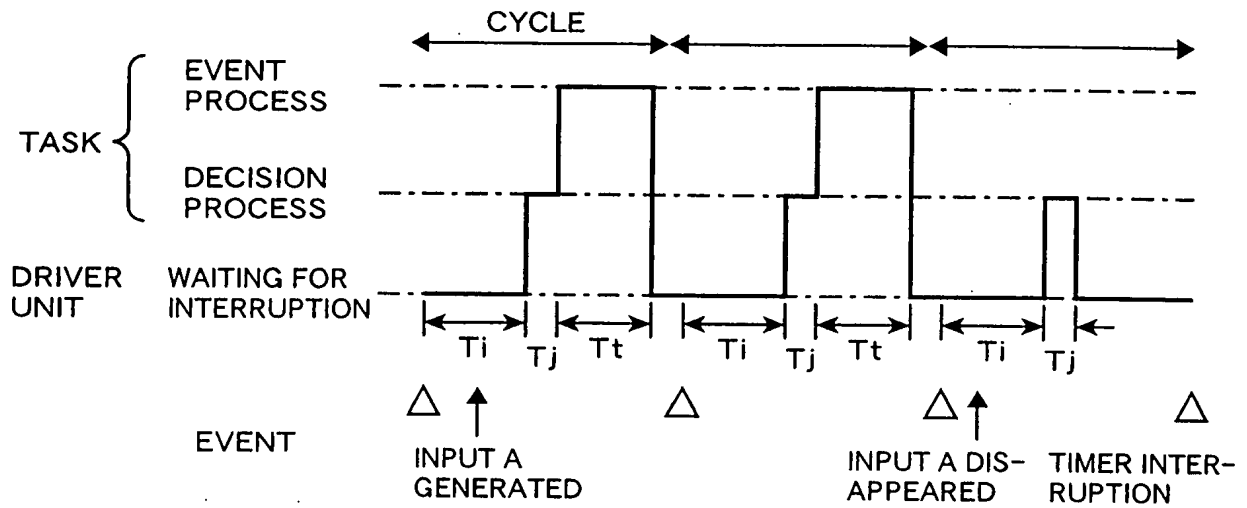 CYCLE
EVENT
PROCESS
TASK
DECISION
PROCESS
DRIVER
UNIT
WAITING FOR
INTERRUPTION
Ti
Tj
Tt
Ti
Tj
Tt
Ti
Tj
EVENT
INPUT A
GENERATED
INPUT A DIS-
APPEARED
TIMER INTER-
RUPTION